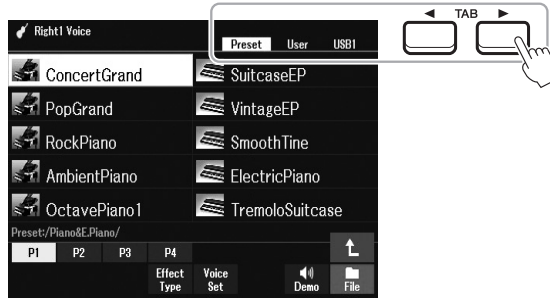 Right1 Voice
Preset User USB1
TAB
ConcertGrand SuitcaseEP
PopGrand VintageEP
RockPiano SmoothTine
AmbientPiano ElectricPiano
OctavePiano1 TremoloSuitcase
Preset:/Piano&E.Piano/
P1 P2 P3 P4
Effect Type Voice Set Demo File